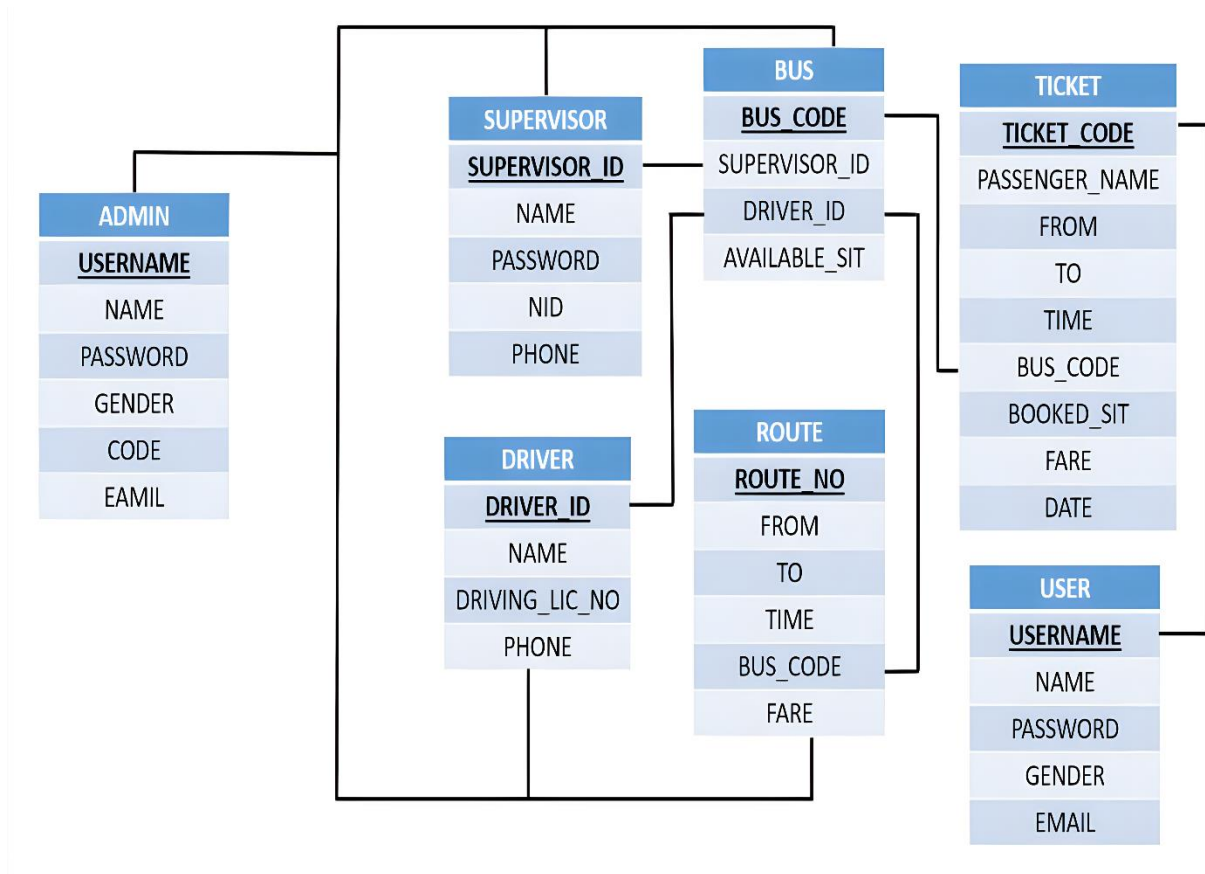 ADMIN
USERNAME
NAME
PASSWORD
GENDER
CODE
EAMIL
SUPERVISOR
SUPERVISOR_ID
NAME
PASSWORD
NID
PHONE
DRIVER
DRIVER_ID
NAME
DRIVING_LIC_NO
PHONE
BUS
BUS_CODE
SUPERVISOR_ID
DRIVER_ID
AVAILABLE_SIT
ROUTE
ROUTE_NO
FROM
TO
TIME
BUS_CODE
FARE
TICKET
TICKET_CODE
PASSENGER_NAME
FROM
TO
TIME
BUS_CODE
BOOKED_SIT
FARE
DATE
USER
USERNAME
NAME
PASSWORD
GENDER
EMAIL